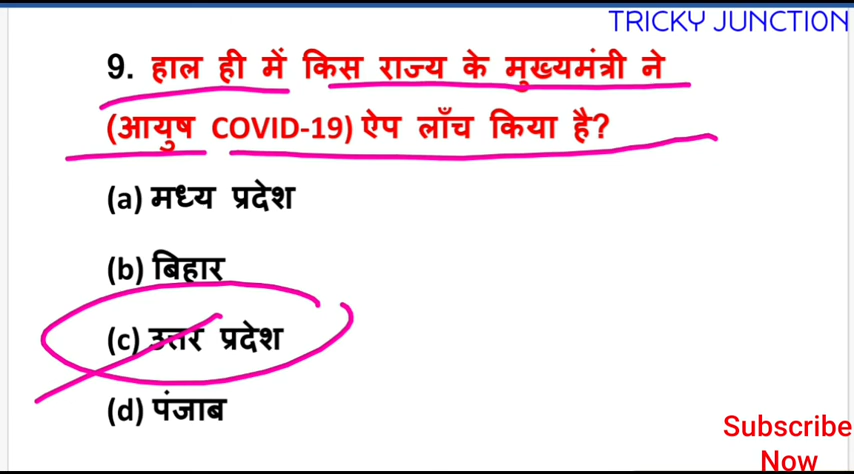 TRICKY JUNCTION
9. हाल ही में किस राज्य के मुख्यमंत्री ने
(आयुष COVID-19) ऐप लाँच किया है?
(a) मध्य प्रदेश
(b) बिहार
(c) उत्तर प्रदेश
(d) पंजाब
Subscribe
Now